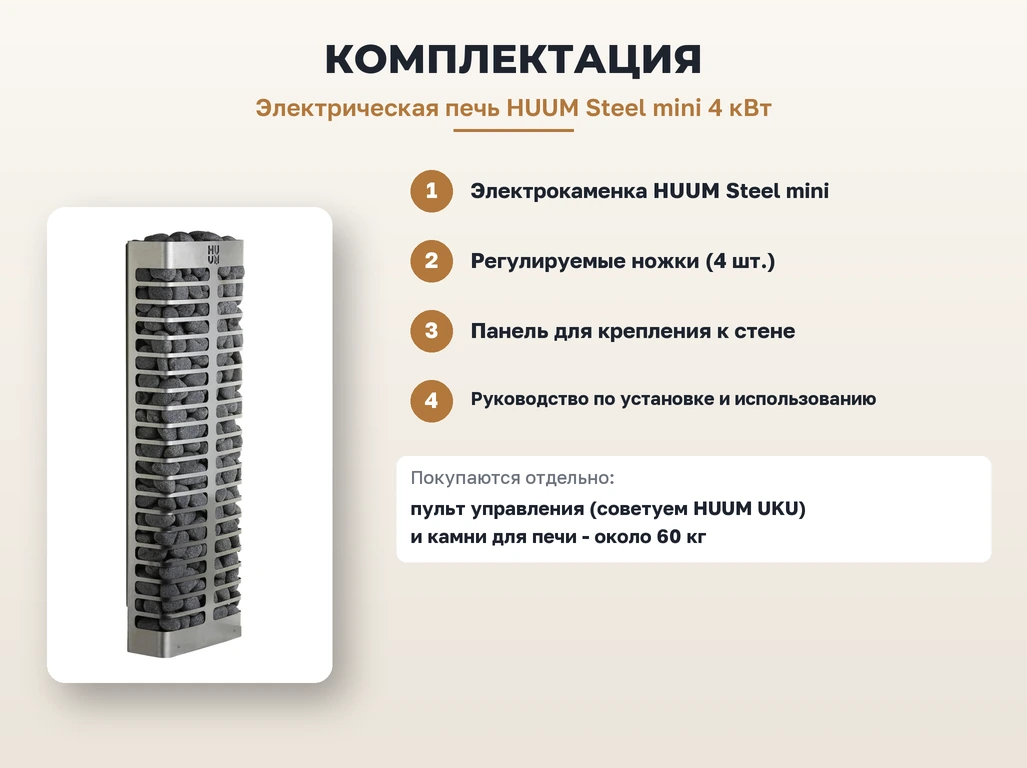 КОМПЛЕКТАЦИЯ
Электрическая печь HUUM Steel mini 4 кВт
HU
UM
1 Электрокаменка HUUM Steel mini
2 Регулируемые ножки (4 шт.)
3 Панель для крепления к стене
4 Руководство по установке и использованию
Покупаются отдельно:
пульт управления (советуем HUUM UKU)
и камни для печи - около 60 кг